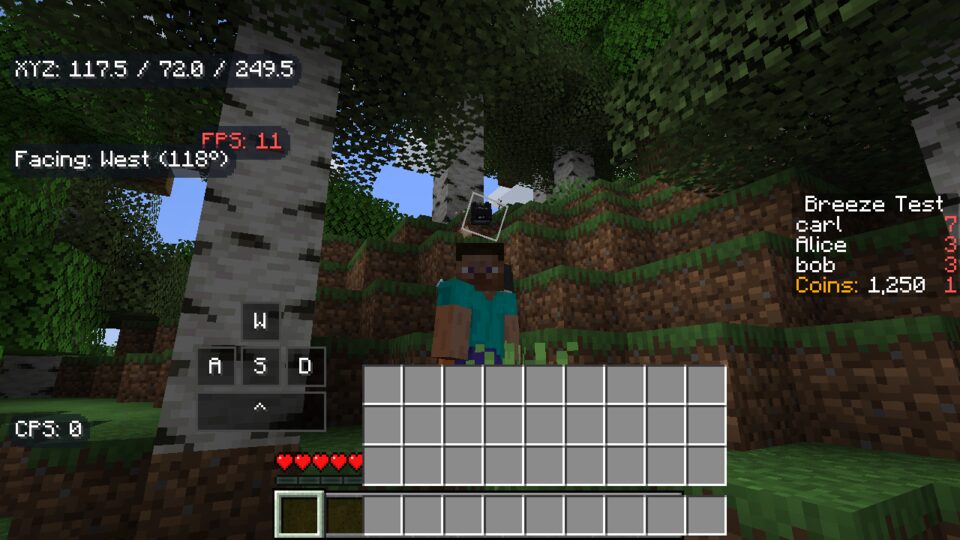 XYZ: 117.5 / 72.0 / 249.5
FPS: 11
Facing: West (118°)
Breeze Test
carl 7
Alice 3
bob 3
Coins: 1,250 1
W
A S D
^
CPS: 0